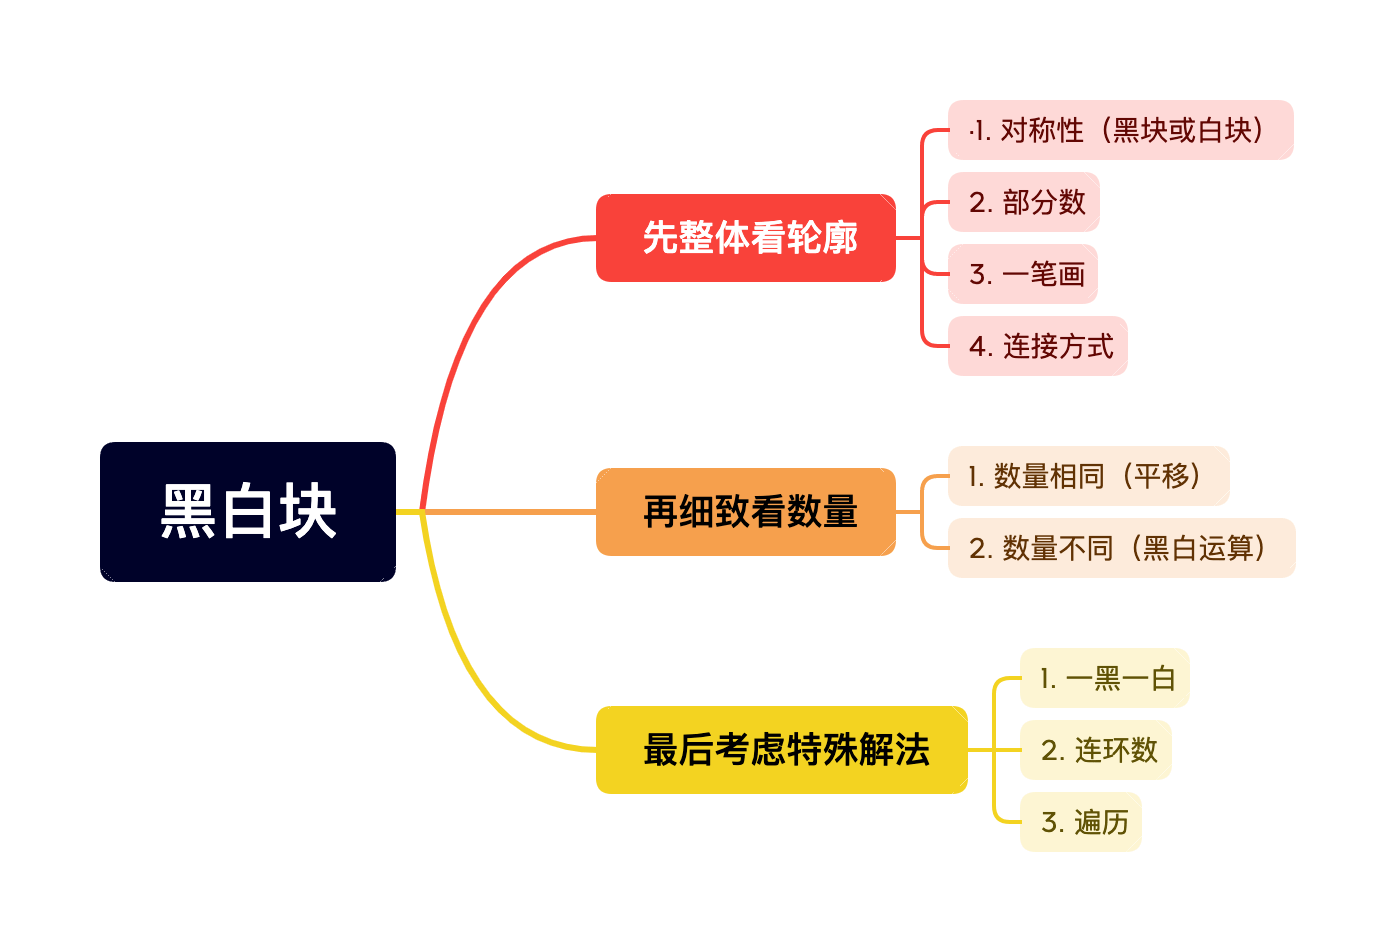 黑白块
先整体看轮廓
·1. 对称性（黑块或白块）
2. 部分数
3. 一笔画
4. 连接方式
再细致看数量
1. 数量相同（平移）
2. 数量不同（黑白运算）
最后考虑特殊解法
1. 一黑一白
2. 连环数
3. 遍历